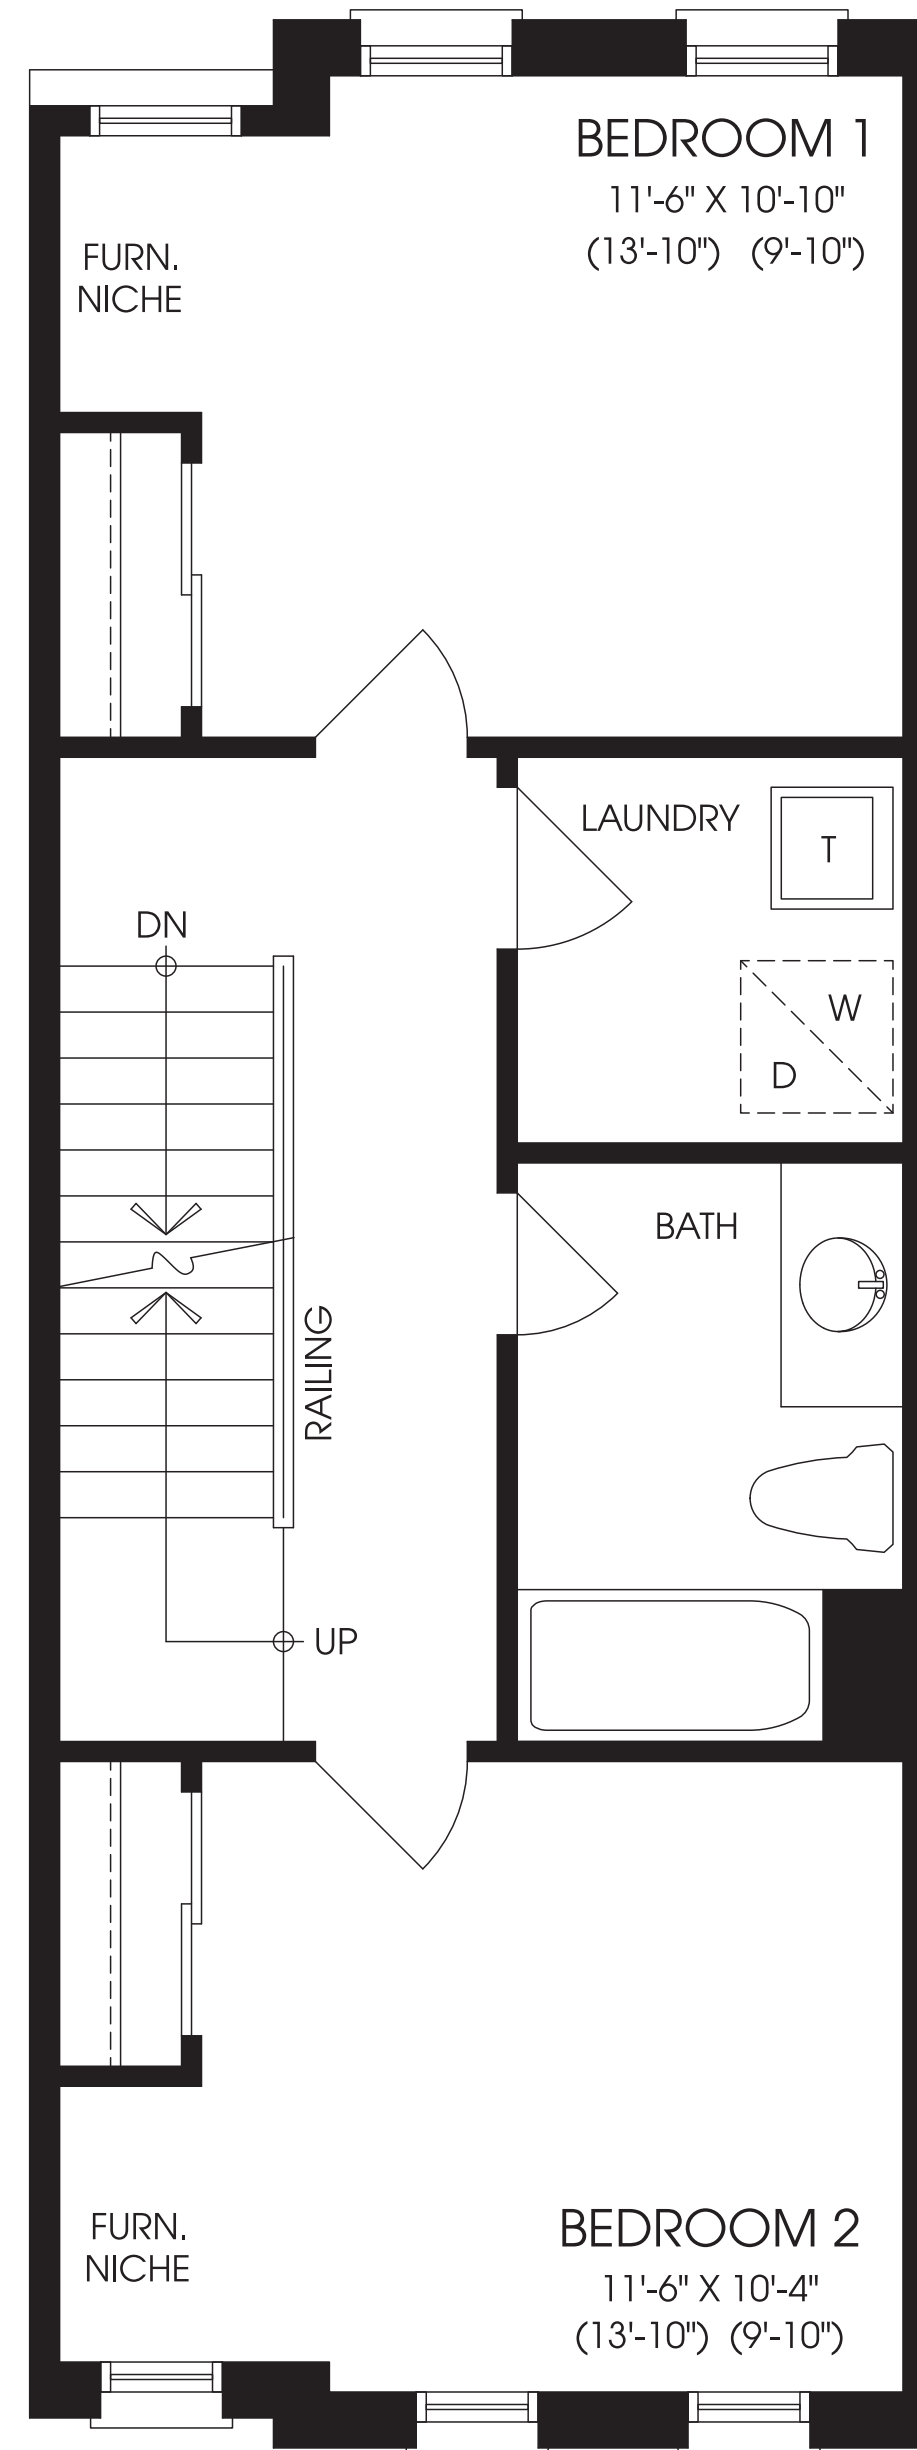 BEDROOM 1
11'-6" X 10'-10"
(13'-10") (9'-10")
FURN.
NICHE
LAUNDRY
T
DN
W
D
BATH
RAILING
UP
FURN.
NICHE
BEDROOM 2
11'-6" X 10'-4"
(13'-10") (9'-10")